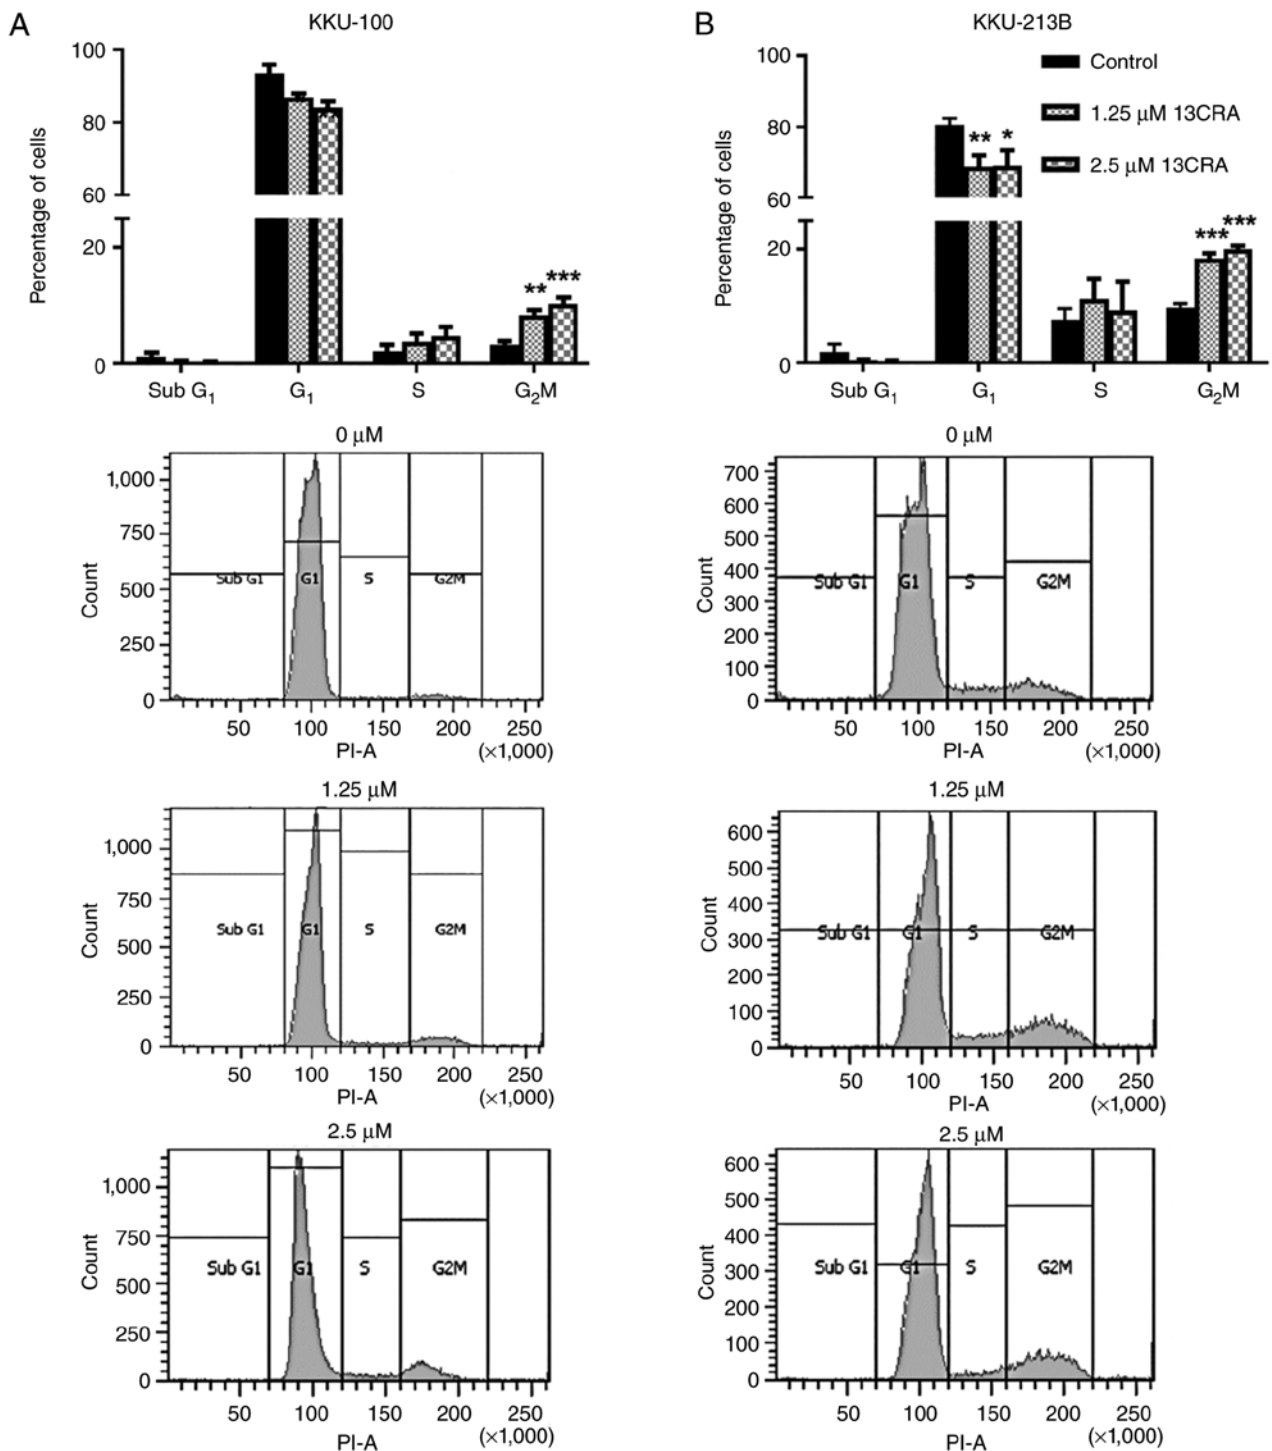 A
KKU-100
Percentage of cells
100
80
60
20
0
**
***
Sub G1
G1
S
G2M
B
KKU-213B
Control
1.25 μM 13CRA
2.5 μM 13CRA
Percentage of cells
100
80
60
20
0
**
*
***
***
Sub G1
G1
S
G2M
0 μM
Count
1,000
750
500
250
0
Sub G1
G1
S
G2M
50 100 150 200 250
PI-A
(×1,000)
0 μM
Count
700
600
500
400
300
200
100
0
Sub G1
G1
S
G2M
50 100 150 200 250
PI-A
(×1,000)
1.25 μM
Count
1,000
750
500
250
0
Sub G1
G1
S
G2M
50 100 150 200 250
PI-A
(×1,000)
1.25 μM
Count
600
500
400
300
200
100
0
Sub G1
G1
S
G2M
50 100 150 200 250
PI-A
(×1,000)
2.5 μM
Count
1,000
750
500
250
0
Sub G1
G1
S
G2M
50 100 150 200 250
PI-A
(×1,000)
2.5 μM
Count
600
500
400
300
200
100
0
Sub G1
G1
S
G2M
50 100 150 200 250
PI-A
(×1,000)